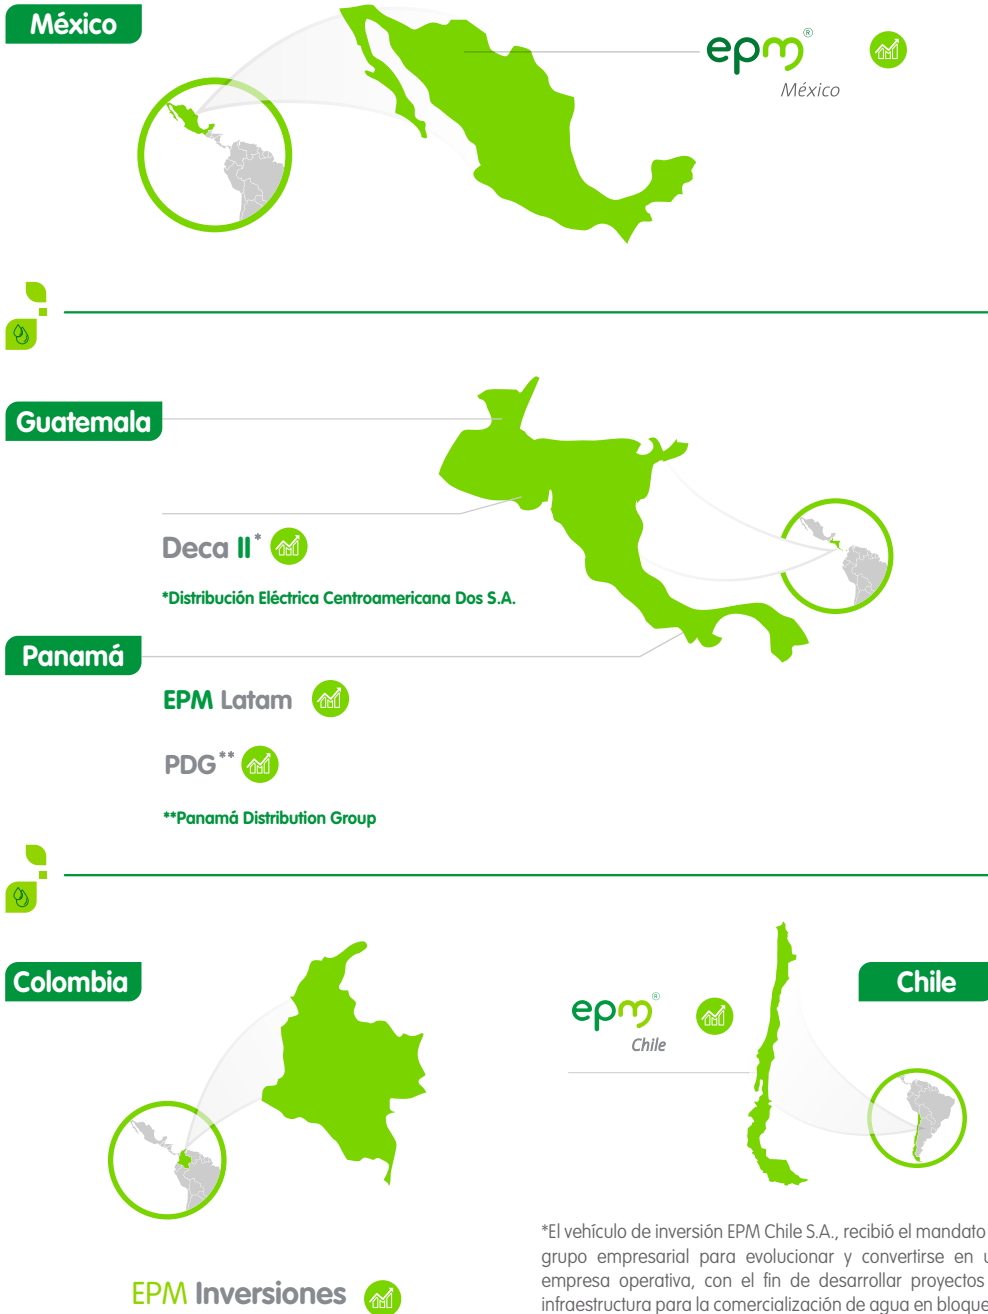 México
epm®
México
Guatemala
Deca II*
*Distribución Eléctrica Centroamericana Dos S.A.
Panamá
EPM Latam
PDG**
**Panamá Distribution Group
Colombia
Chile
epm®
Chile
*El vehículo de inversión EPM Chile S.A., recibió el mandato
grupo empresarial para evolucionar y convertirse en
empresa operativa, con el fin de desarrollar proyectos
infraestructura para la comercialización de agua en bloque
EPM Inversiones